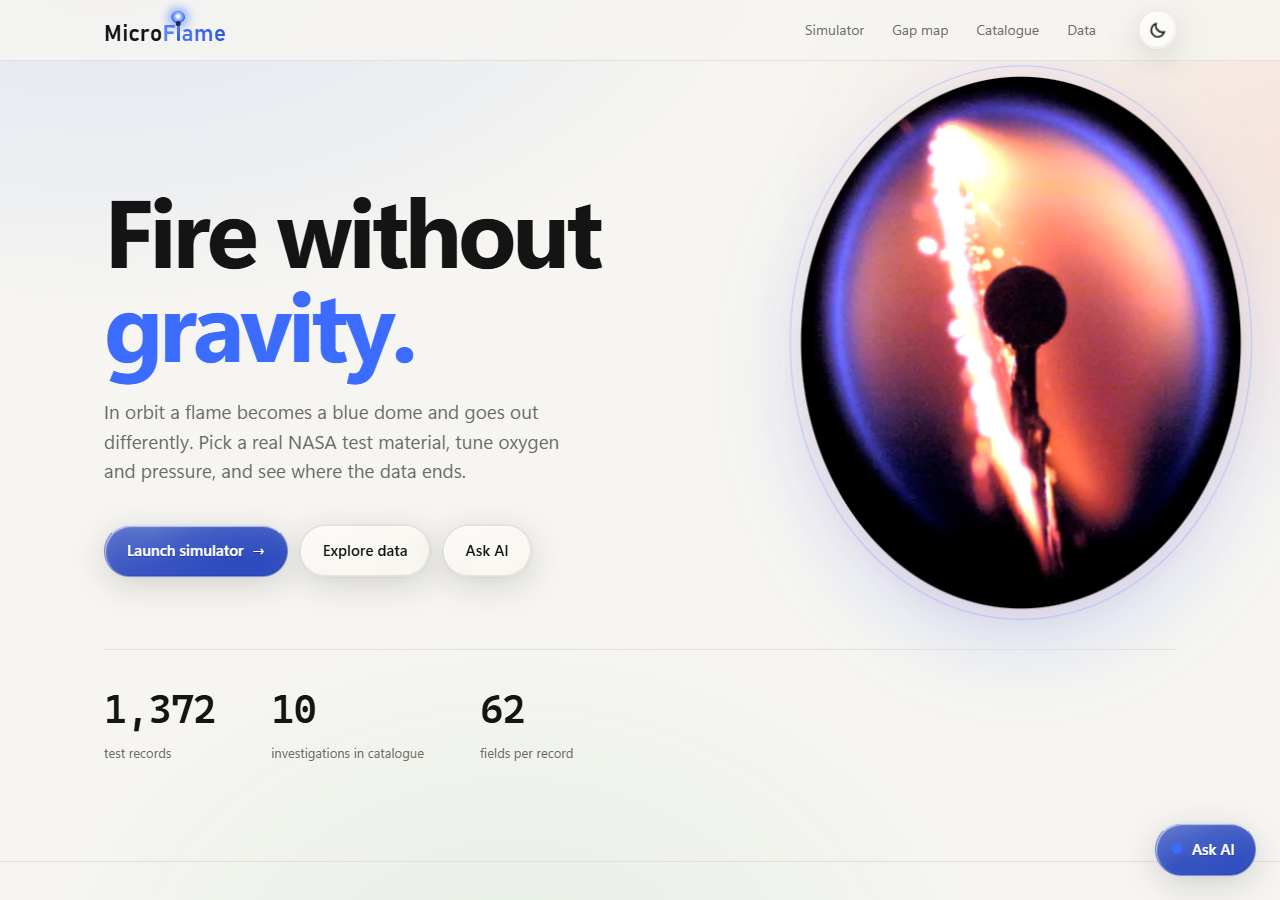 MicroFlame
Simulator
Gap map
Catalogue
Data
Fire without
gravity.
In orbit a flame becomes a blue dome and goes out
differently. Pick a real NASA test material, tune oxygen
and pressure, and see where the data ends.
Launch simulator →
Explore data
Ask AI
1,372
test records
10
investigations in catalogue
62
fields per record
Ask AI